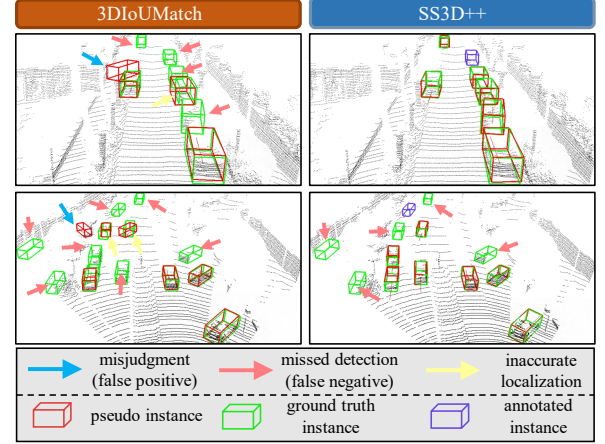 3DIoUMatch
SS3D++
misjudgment
(false positive)
missed detection
(false negative)
inaccurate
localization
pseudo instance
ground truth
instance
annotated
instance